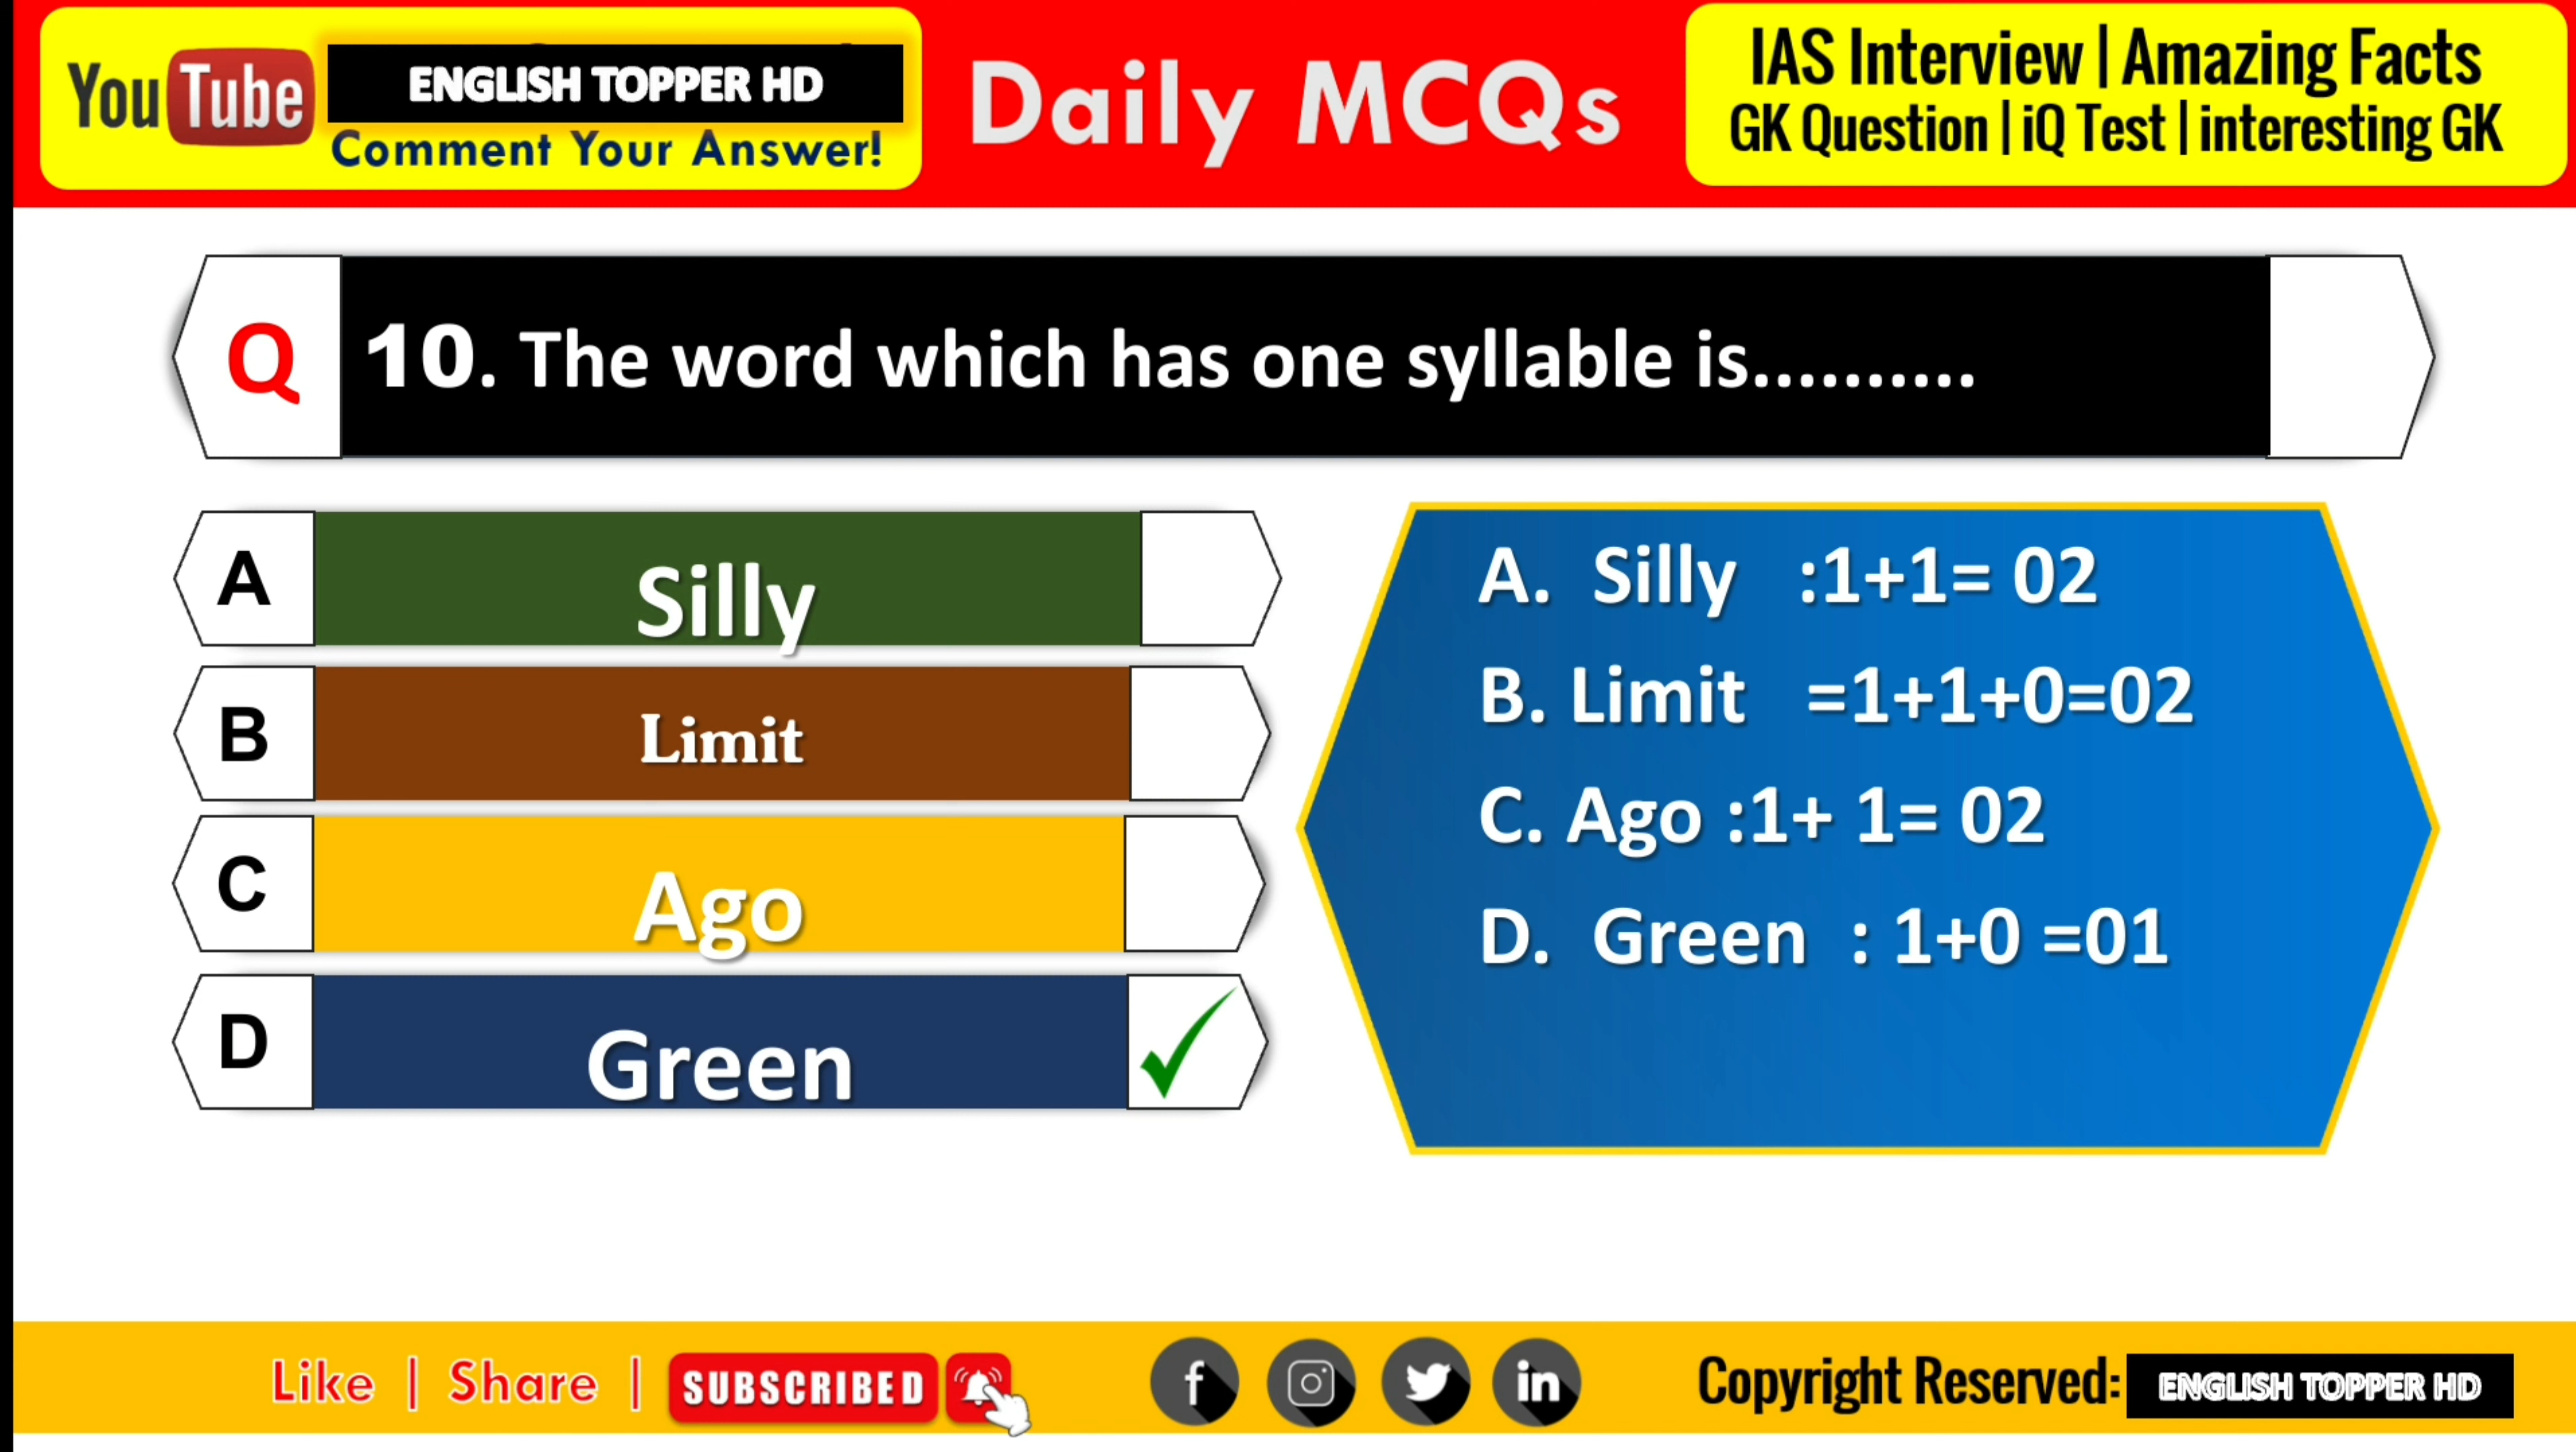 YouTube
ENGLISH TOPPER HD
Comment Your Answer!
Daily MCQs
IAS Interview | Amazing Facts
GK Question | iQ Test | interesting GK
Q 10. The word which has one syllable is..........
A Silly
B Limit
C Ago
D Green
A. Silly :1+1= 02
B. Limit =1+1+0=02
C. Ago :1+ 1= 02
D. Green : 1+0 =01
Like | Share | SUBSCRIBED
f
in
Copyright Reserved: ENGLISH TOPPER HD